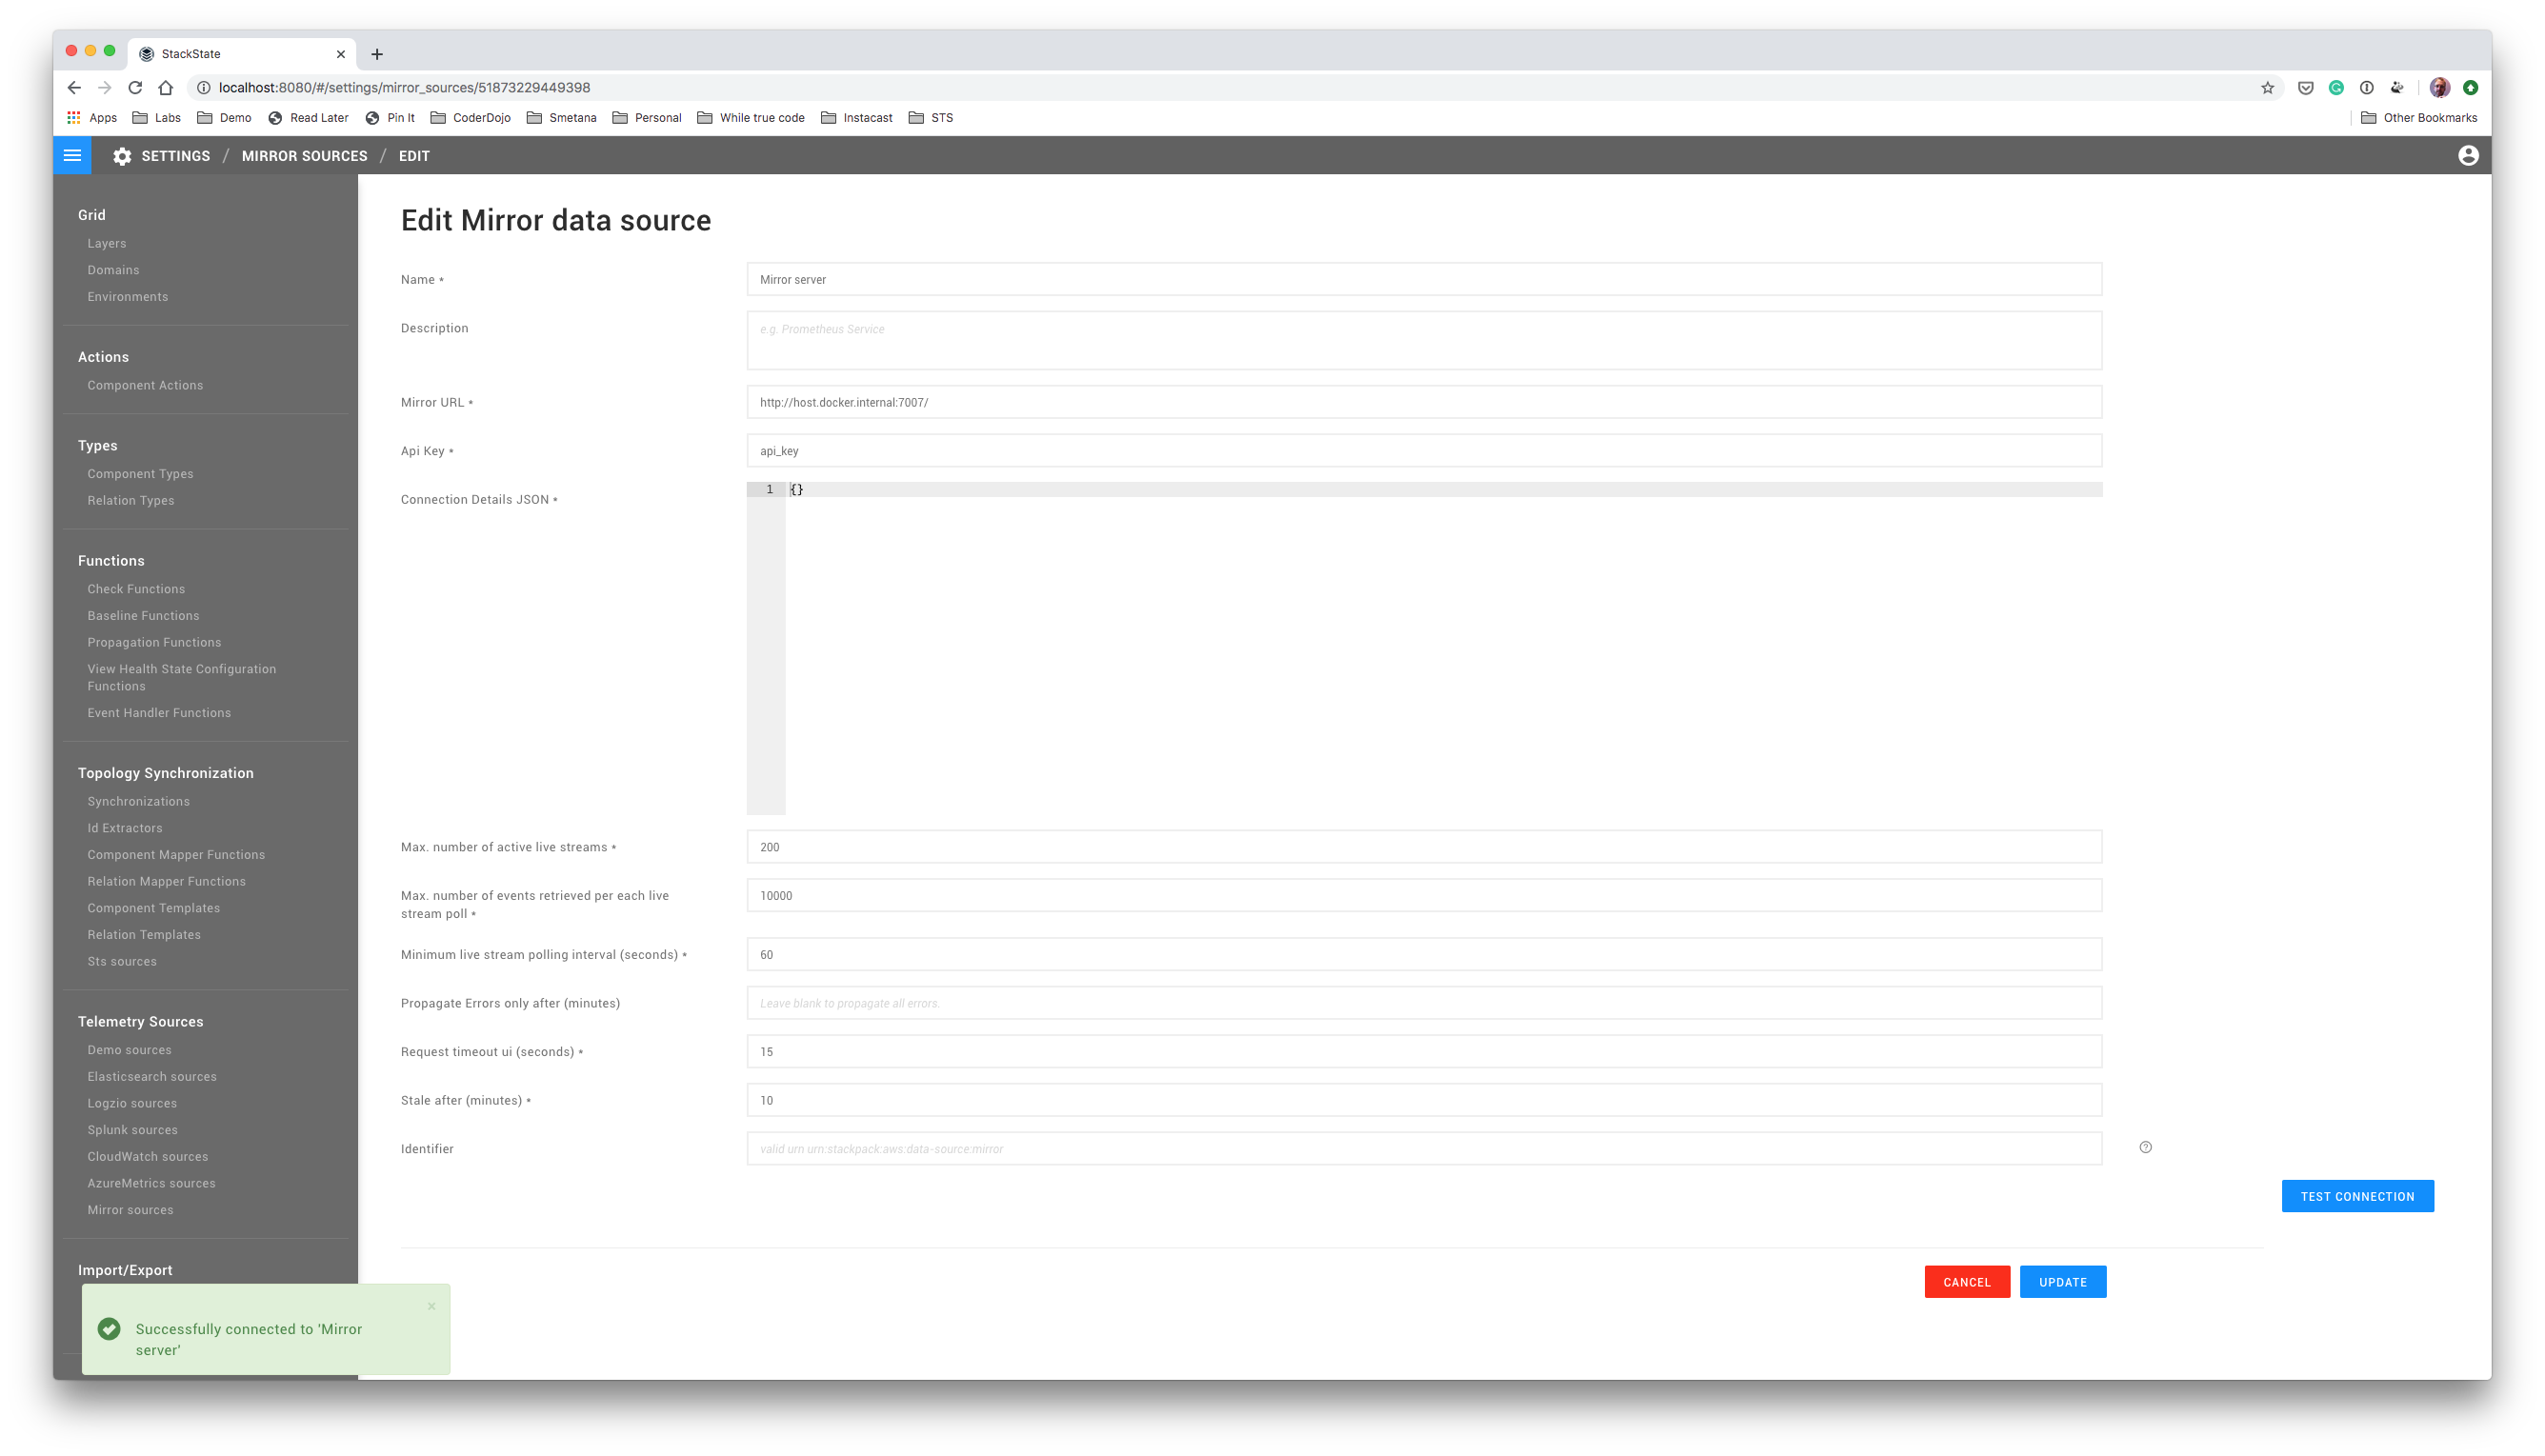 StackState
localhost:8080/#/settings/mirror_sources/51873229449398
Apps Labs Demo Read Later Pin It CoderDojo Smetana Personal While true code Instacast STS Other Bookmarks
SETTINGS / MIRROR SOURCES / EDIT
Grid
Layers
Domains
Environments
Actions
Component Actions
Types
Component Types
Relation Types
Functions
Check Functions
Baseline Functions
Propagation Functions
View Health State Configuration
Functions
Event Handler Functions
Topology Synchronization
Synchronizations
Id Extractors
Component Mapper Functions
Relation Mapper Functions
Component Templates
Relation Templates
Sts sources
Telemetry Sources
Demo sources
Elasticsearch sources
Logzio sources
Splunk sources
CloudWatch sources
AzureMetrics sources
Mirror sources
Import/Export
Successfully connected to 'Mirror
server'
Edit Mirror data source
Name * Mirror server
Description e.g. Prometheus Service
Mirror URL * http://host.docker.internal:7007/
Api Key * api_key
Connection Details JSON * 1 {}
Max. number of active live streams * 200
Max. number of events retrieved per each live
stream poll * 10000
Minimum live stream polling interval (seconds) * 60
Propagate Errors only after (minutes) Leave blank to propagate all errors.
Request timeout ui (seconds) * 15
Stale after (minutes) * 10
Identifier valid urn urn:stackpack:aws:data-source:mirror
TEST CONNECTION
CANCEL UPDATE